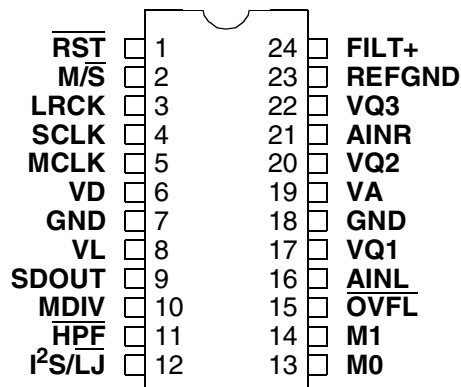 RST 1 24 FILT+
M/S 2 23 REFGND
LRCK 3 22 VQ3
SCLK 4 21 AINR
MCLK 5 20 VQ2
VD 6 19 VA
GND 7 18 GND
VL 8 17 VQ1
SDOUT 9 16 AINL
MDIV 10 15 OVFL
HPF 11 14 M1
I²S/LJ 12 13 M0